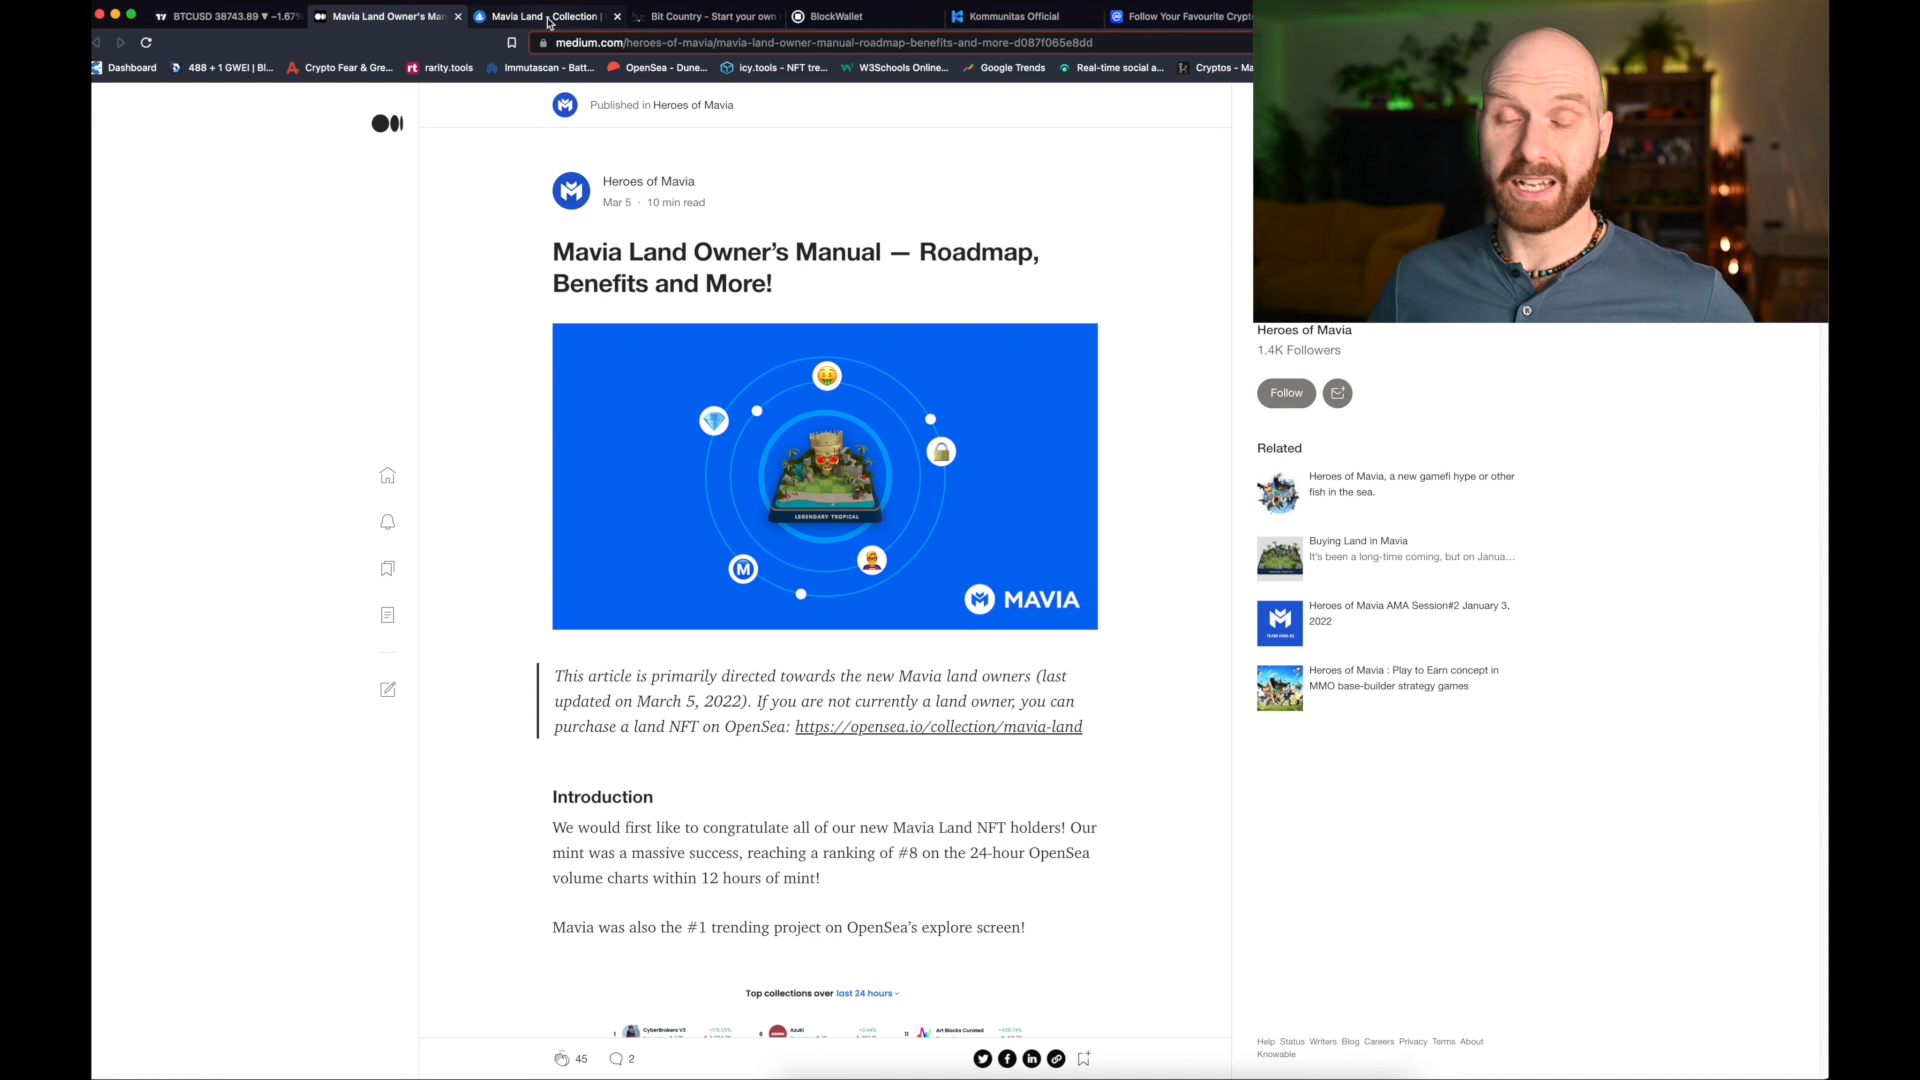 BTCUSD 38743.89 ▼ −1.67%
Mavia Land Owner's Man
Mavia Land - Collection |
Bit Country - Start your own
BlockWallet
Kommunitas Official
Follow Your Favourite Crypt
medium.com/heroes-of-mavia/mavia-land-owner-manual-roadmap-benefits-and-more-d087f065e8dd
Dashboard
488 + 1 GWEI | Bl...
Crypto Fear & Gre...
rarity.tools
Immutascan - Batt...
OpenSea - Dune...
icy.tools - NFT tre...
W3Schools Online...
Google Trends
Real-time social a...
Cryptos - Ma
Published in Heroes of Mavia
Heroes of Mavia
Mar 5 · 10 min read
Mavia Land Owner's Manual — Roadmap,
Benefits and More!
LEGENDARY TROPICAL
MAVIA
This article is primarily directed towards the new Mavia land owners (last
updated on March 5, 2022). If you are not currently a land owner, you can
purchase a land NFT on OpenSea: https://opensea.io/collection/mavia-land
Introduction
We would first like to congratulate all of our new Mavia Land NFT holders! Our
mint was a massive success, reaching a ranking of #8 on the 24-hour OpenSea
volume charts within 12 hours of mint!
Mavia was also the #1 trending project on OpenSea's explore screen!
Top collections over last 24 hours
1 CyberBrokers V3
6 Azuki
11 Art Blocks Curated
45
2
Heroes of Mavia
1.4K Followers
Follow
Related
Heroes of Mavia, a new gamefi hype or other
fish in the sea.
Buying Land in Mavia
It's been a long-time coming, but on Janua...
Heroes of Mavia AMA Session#2 January 3,
2022
Heroes of Mavia : Play to Earn concept in
MMO base-builder strategy games
Help Status Writers Blog Careers Privacy Terms About
Knowable